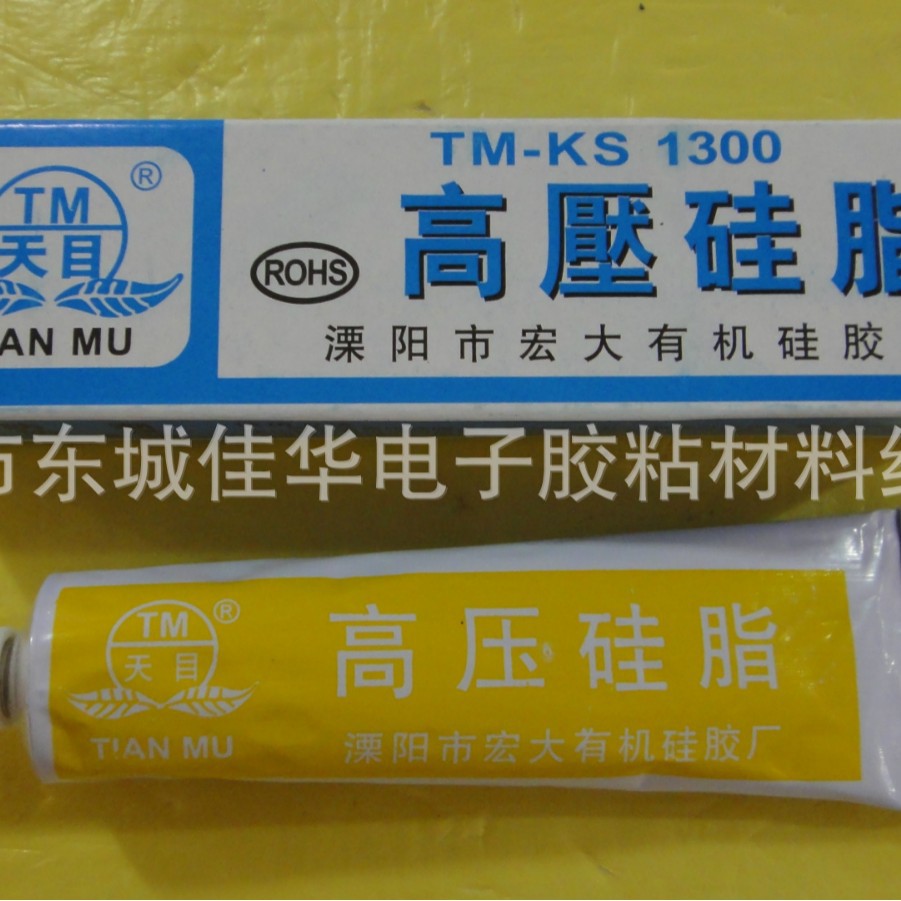 TM-KS 1300
TM
®
天目
AN MU
ROHS
高壓硅脂
溧阳市宏大有机硅胶
市东城佳华电子胶粘材料经
TM
®
天目
TIAN MU
高压硅脂
溧阳市宏大有机硅胶厂